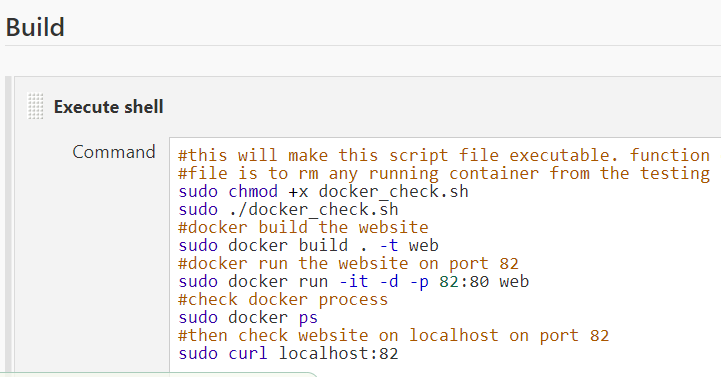 Build
Execute shell
Command
#this will make this script file executable. function
#file is to rm any running container from the testing
sudo chmod +x docker_check.sh
sudo ./docker_check.sh
#docker build the website
sudo docker build . -t web
#docker run the website on port 82
sudo docker run -it -d -p 82:80 web
#check docker process
sudo docker ps
#then check website on localhost on port 82
sudo curl localhost:82